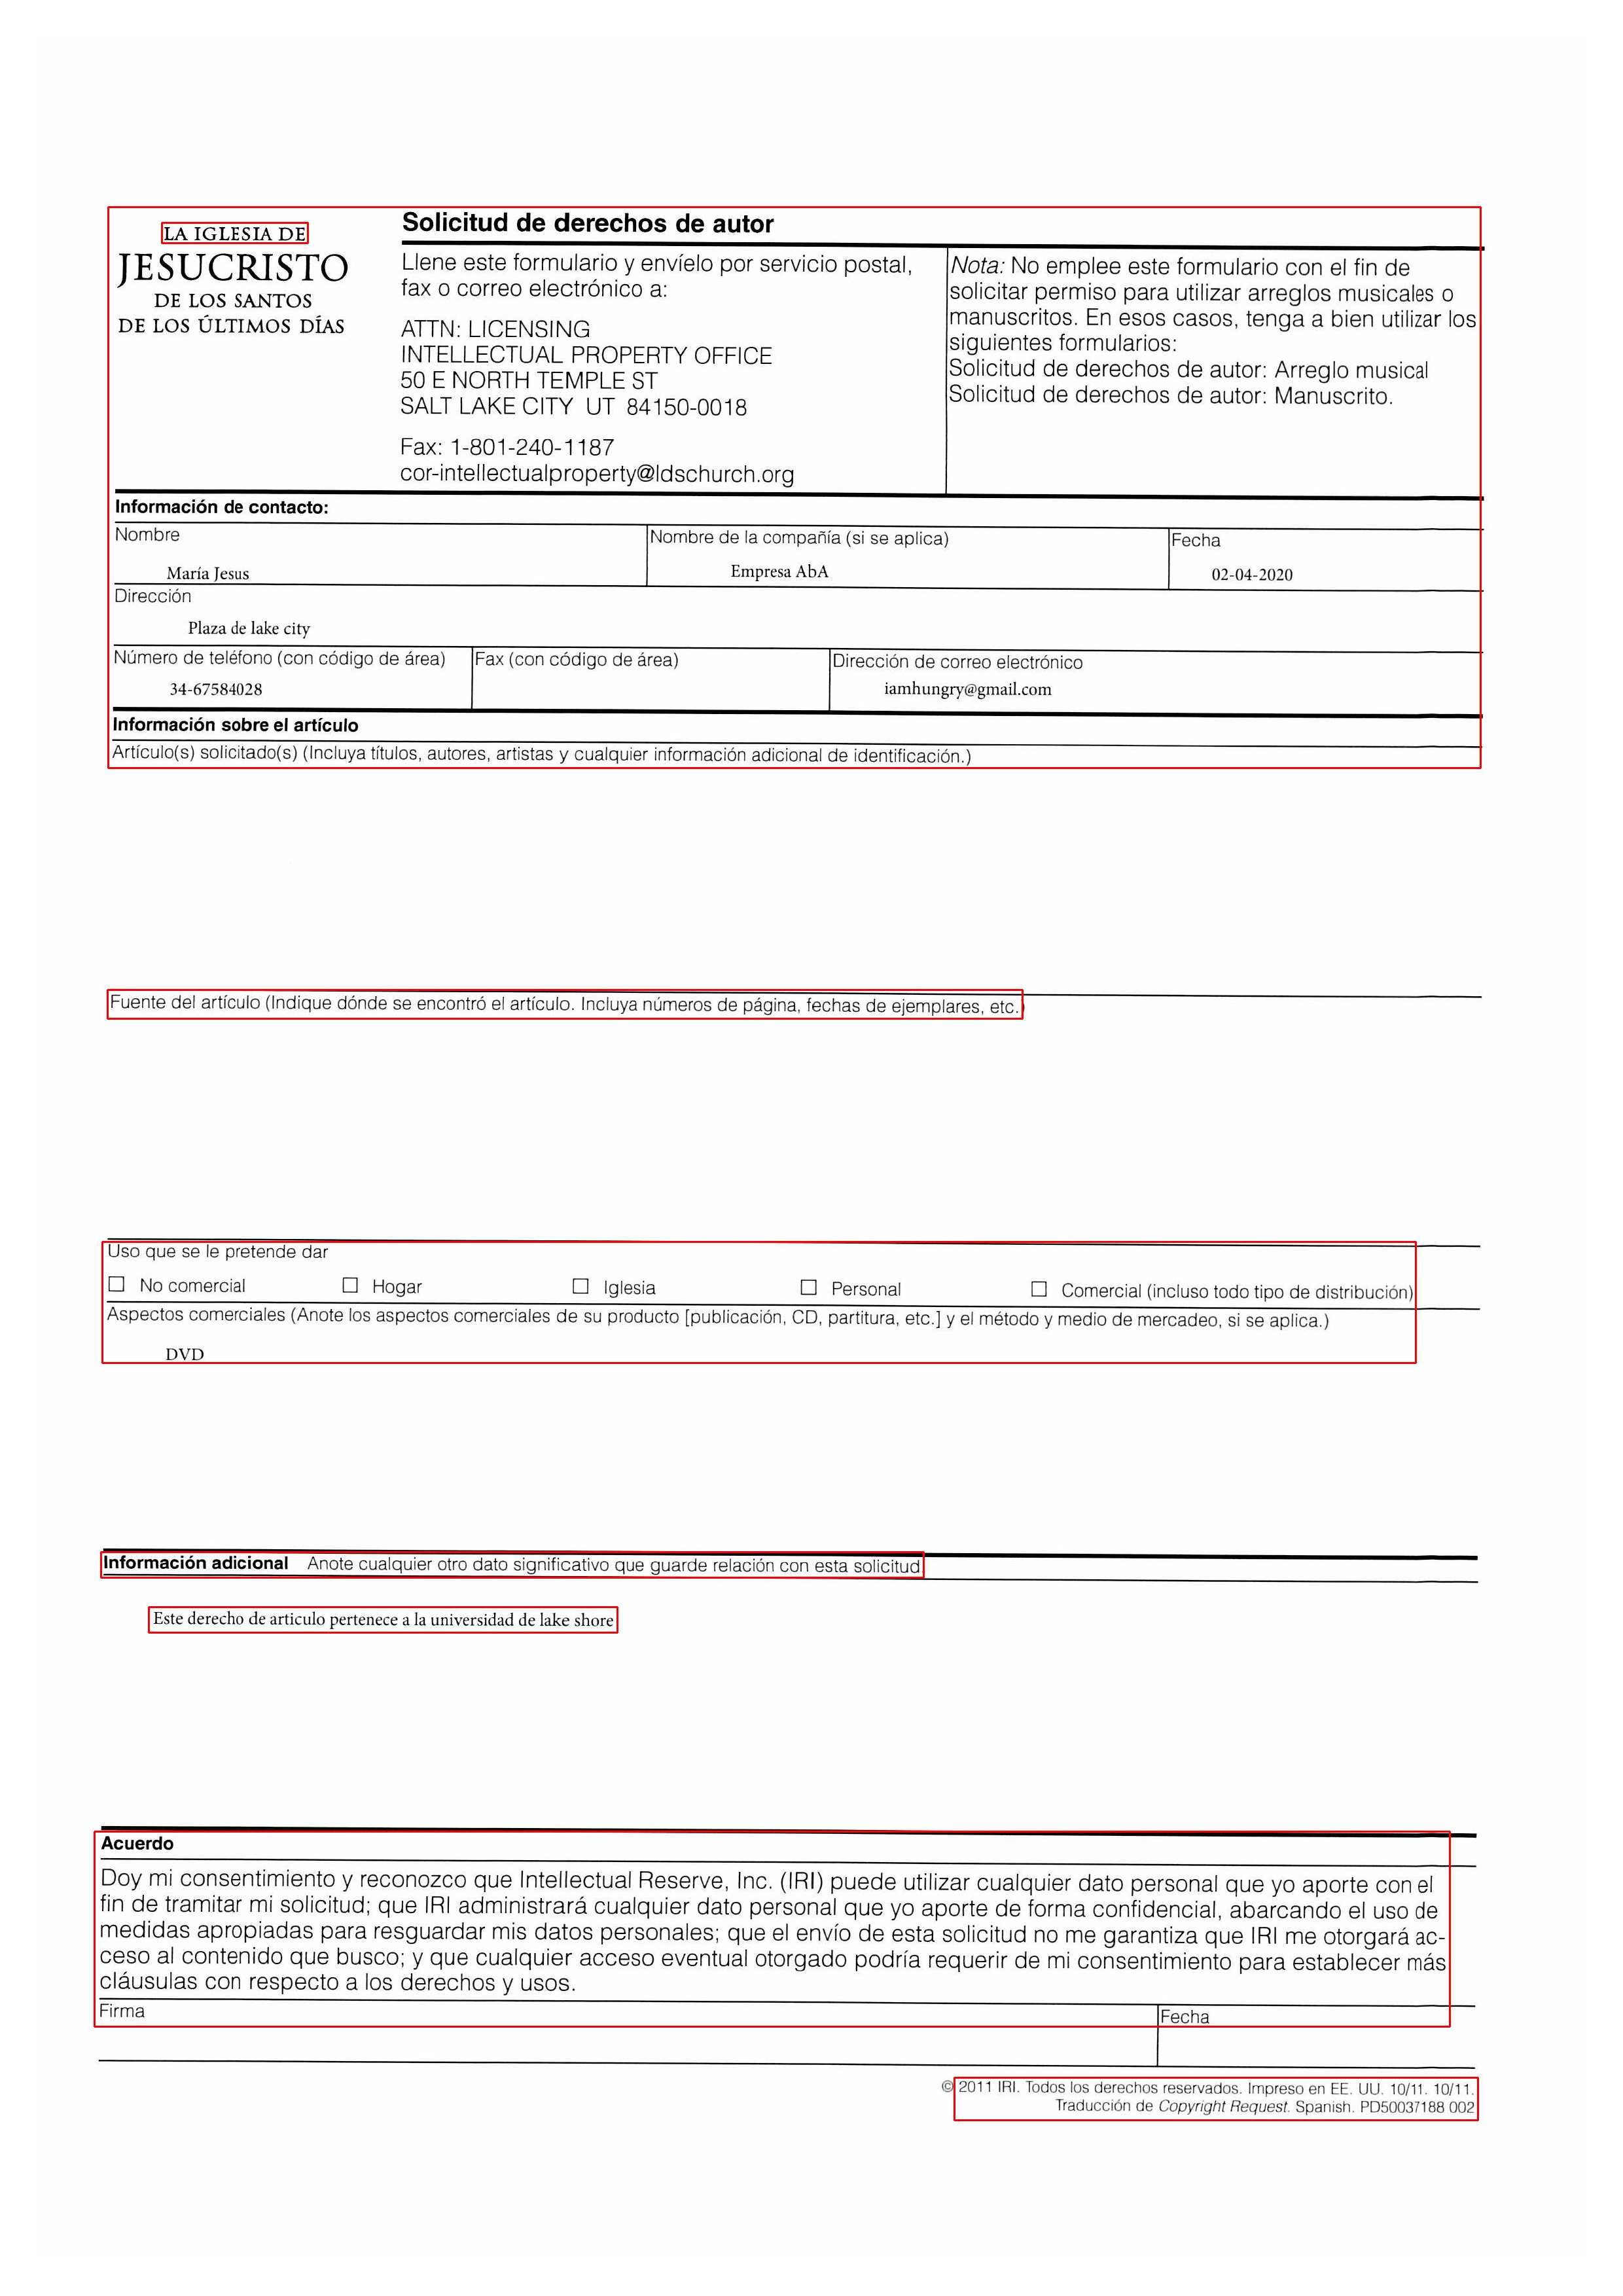 LA IGLESIA DE
JESUCRISTO
DE LOS SANTOS
DE LOS ÚLTIMOS DÍAS
Solicitud de derechos de autor
Llene este formulario y envíelo por servicio postal,
fax o correo electrónico a:
ATTN: LICENSING
INTELLECTUAL PROPERTY OFFICE
50 E NORTH TEMPLE ST
SALT LAKE CITY UT 84150-0018
Fax: 1-801-240-1187
cor-intellectualproperty@ldschurch.org
Nota: No emplee este formulario con el fin de
solicitar permiso para utilizar arreglos musicales o
manuscritos. En esos casos, tenga a bien utilizar los
siguientes formularios:
Solicitud de derechos de autor: Arreglo musical
Solicitud de derechos de autor: Manuscrito.
Información de contacto:
Nombre
María Jesus
Nombre de la compañía (si se aplica)
Empresa AbA
Fecha
02-04-2020
Dirección
Plaza de lake city
Número de teléfono (con código de área)
34-67584028
Fax (con código de área)
Dirección de correo electrónico
iamhungry@gmail.com
Información sobre el artículo
Artículo(s) solicitado(s) (Incluya títulos, autores, artistas y cualquier información adicional de identificación.)
Fuente del artículo (Indique dónde se encontró el artículo. Incluya números de página, fechas de ejemplares, etc.)
Uso que se le pretende dar
No comercial Hogar Iglesia Personal Comercial (incluso todo tipo de distribución)
Aspectos comerciales (Anote los aspectos comerciales de su producto [publicación, CD, partitura, etc.] y el método y medio de mercadeo, si se aplica.)
DVD
Información adicional Anote cualquier otro dato significativo que guarde relación con esta solicitud.
Este derecho de articulo pertenece a la universidad de lake shore
Acuerdo
Doy mi consentimiento y reconozco que Intellectual Reserve, Inc. (IRI) puede utilizar cualquier dato personal que yo aporte con el
fin de tramitar mi solicitud; que IRI administrará cualquier dato personal que yo aporte de forma confidencial, abarcando el uso de
medidas apropiadas para resguardar mis datos personales; que el envío de esta solicitud no me garantiza que IRI me otorgará ac-
ceso al contenido que busco; y que cualquier acceso eventual otorgado podría requerir de mi consentimiento para establecer más
cláusulas con respecto a los derechos y usos.
Firma
Fecha
© 2011 IRI. Todos los derechos reservados. Impreso en EE. UU. 10/11. 10/11.
Traducción de Copyright Request. Spanish. PD50037188 002